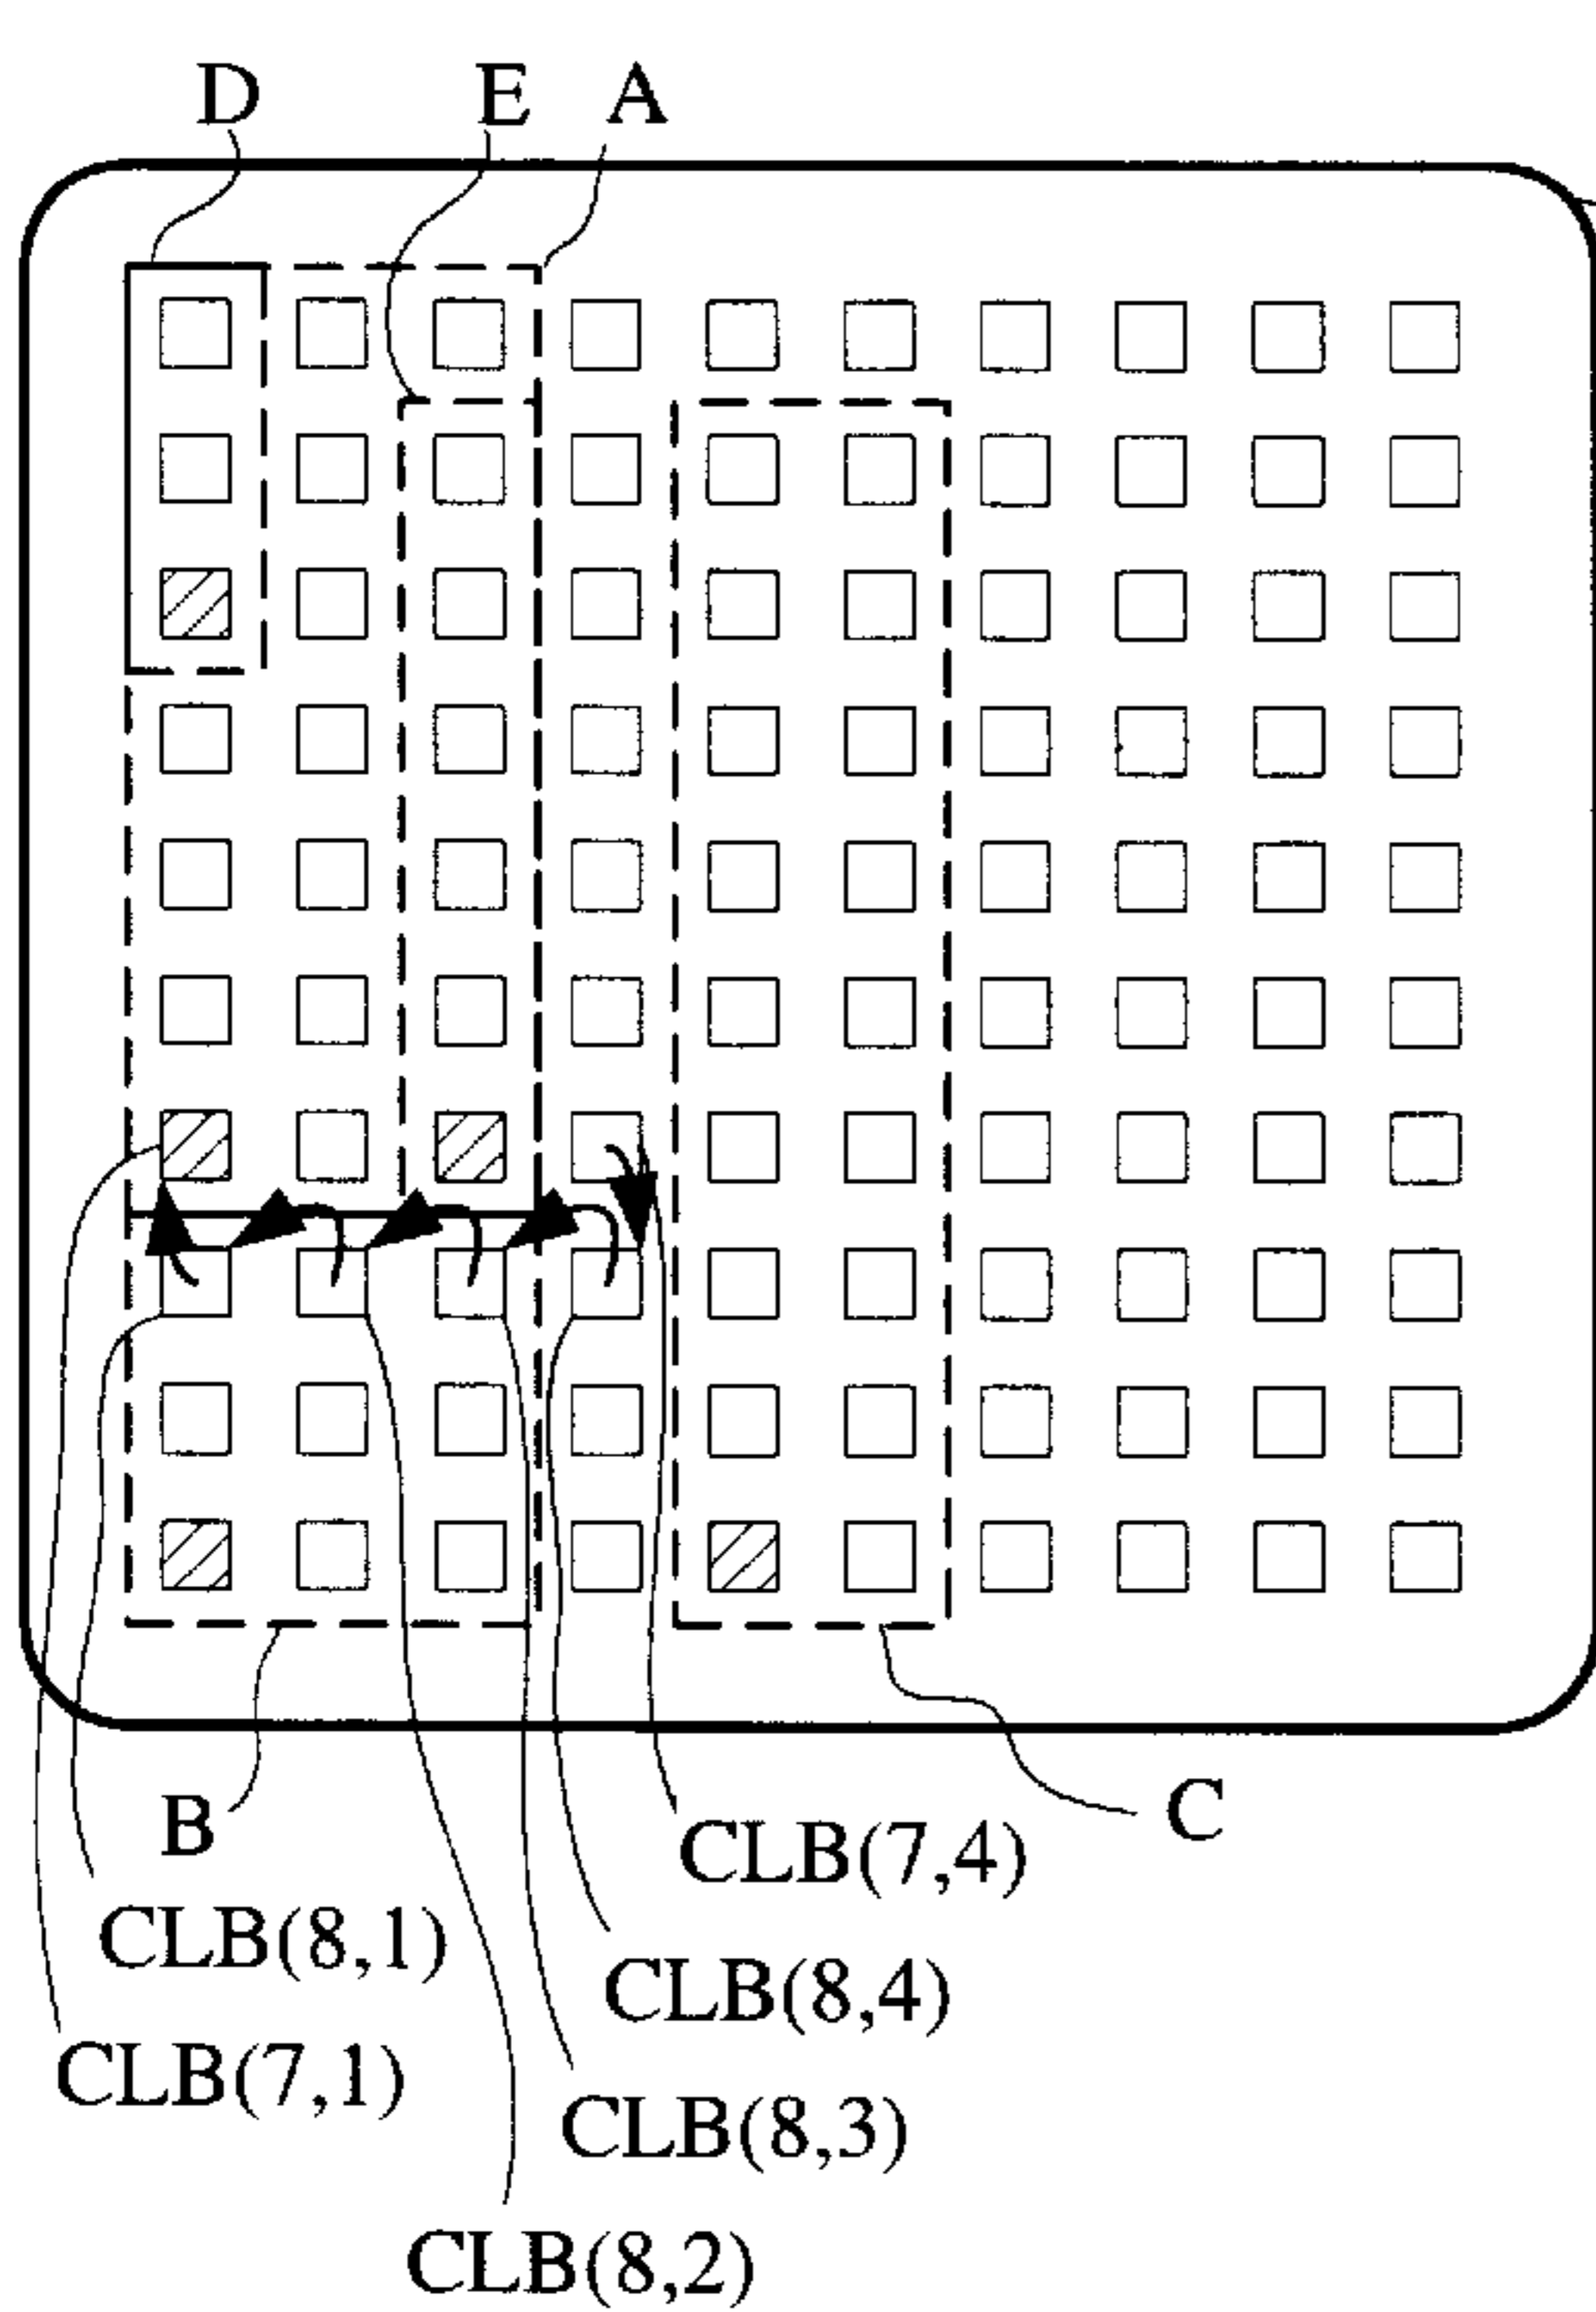 D E A
B
C
CLB(7,4)
CLB(8,1)
CLB(8,4)
CLB(7,1)
CLB(8,3)
CLB(8,2)